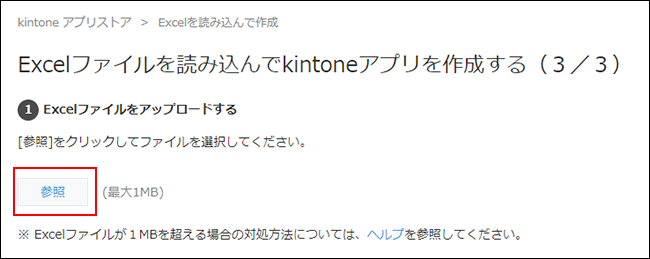 kintone アプリストア > Excelを読み込んで作成
Excelファイルを読み込んでkintoneアプリを作成する（３／３）
1 Excelファイルをアップロードする
[参照]をクリックしてファイルを選択してください。
参照 (最大1MB)
※ Excelファイルが１MBを超える場合の対処方法については、ヘルプを参照してください。